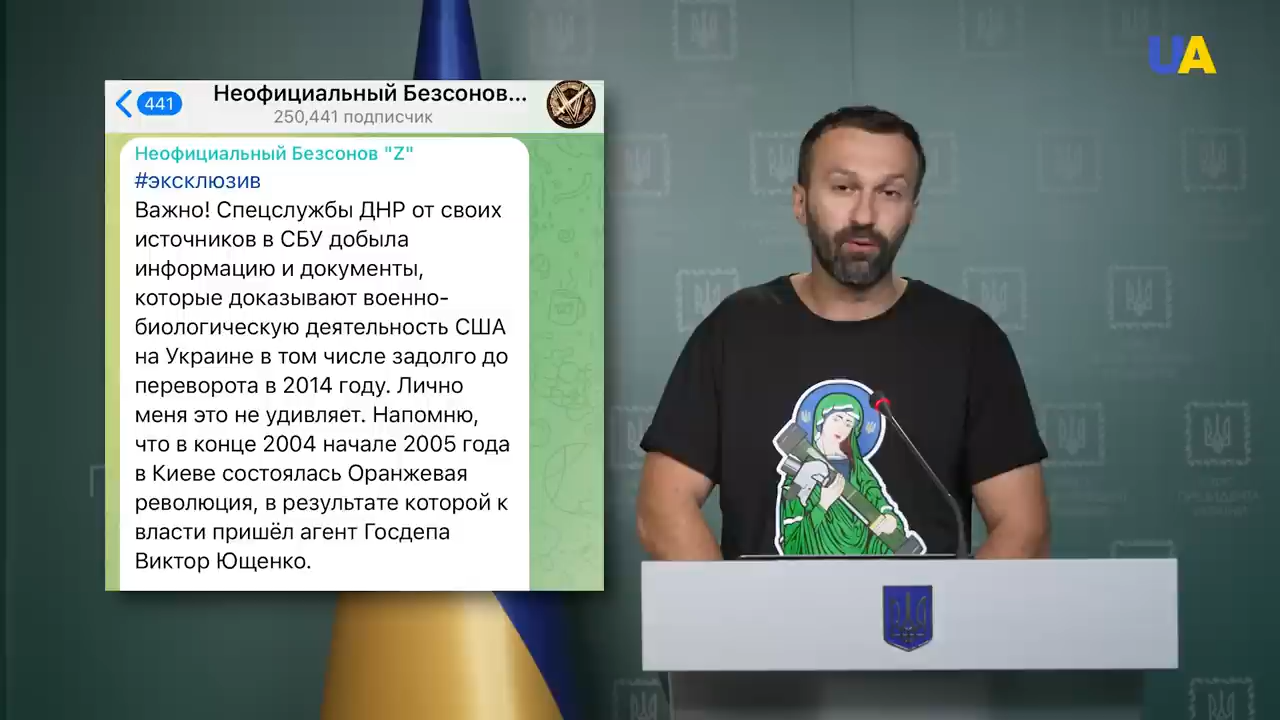 UA
441
Неофициальный Безсонов...
250,441 подписчик
Неофициальный Безсонов "Z"
#эксклюзив
Важно! Спецслужбы ДНР от своих
источников в СБУ добыла
информацию и документы,
которые доказывают военно-
биологическую деятельность США
на Украине в том числе задолго до
переворота в 2014 году. Лично
меня это не удивляет. Напомню,
что в конце 2004 начале 2005 года
в Киеве состоялась Оранжевая
революция, в результате которой к
власти пришёл агент Госдепа
Виктор Ющенко.